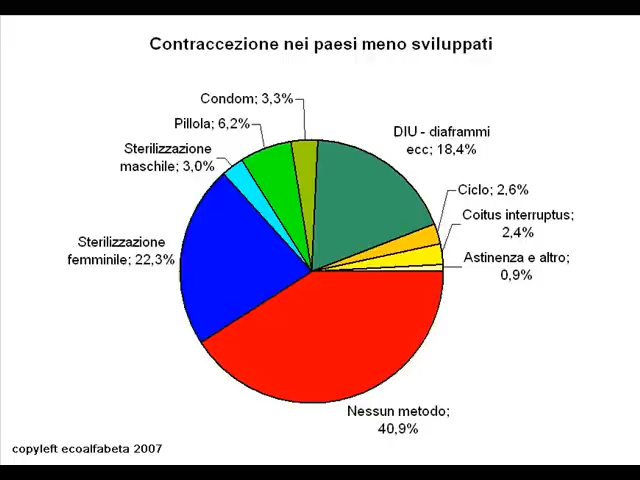 Contraccezione nei paesi meno sviluppati
Condom; 3,3%
Pillola; 6,2%
Sterilizzazione
maschile; 3,0%
DIU - diaframmi
ecc; 18,4%
Ciclo; 2,6%
Coitus interruptus;
2,4%
Sterilizzazione
femminile; 22,3%
Astinenza e altro;
0,9%
Nessun metodo;
40,9%
copyleft ecoalfabeta 2007